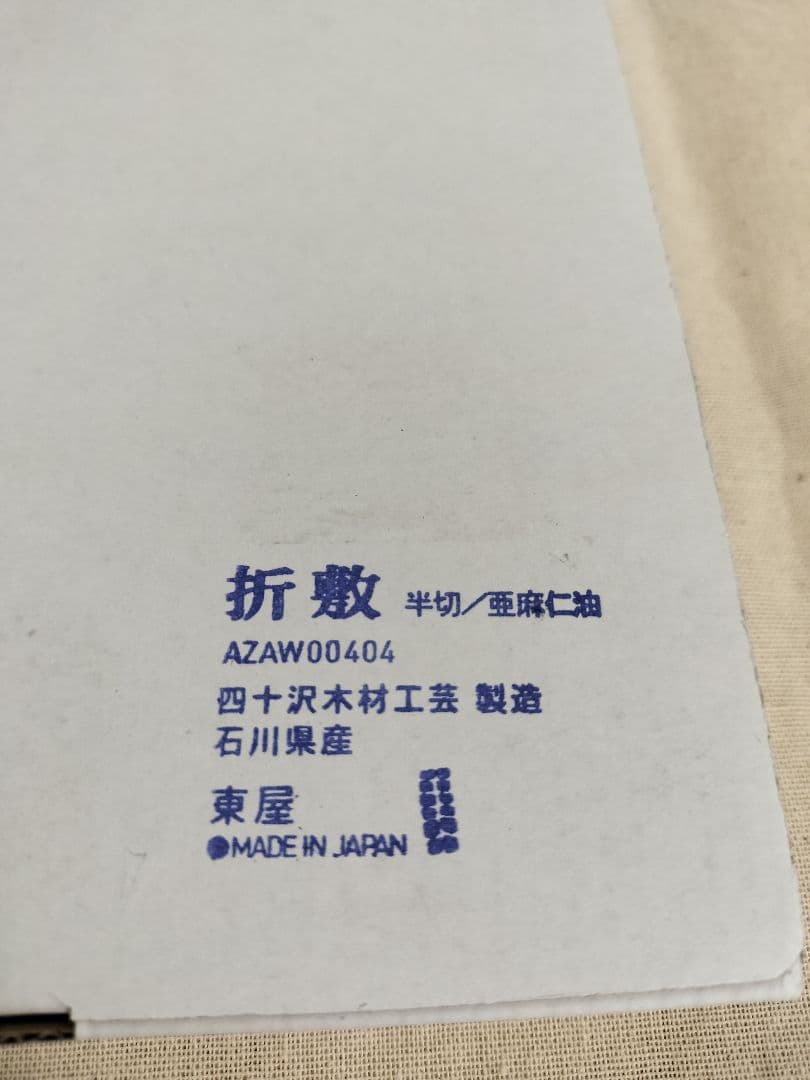 折敷 半切/亜麻仁油
AZAW00404
四十沢木材工芸 製造
石川県産
東屋
●MADE IN JAPAN